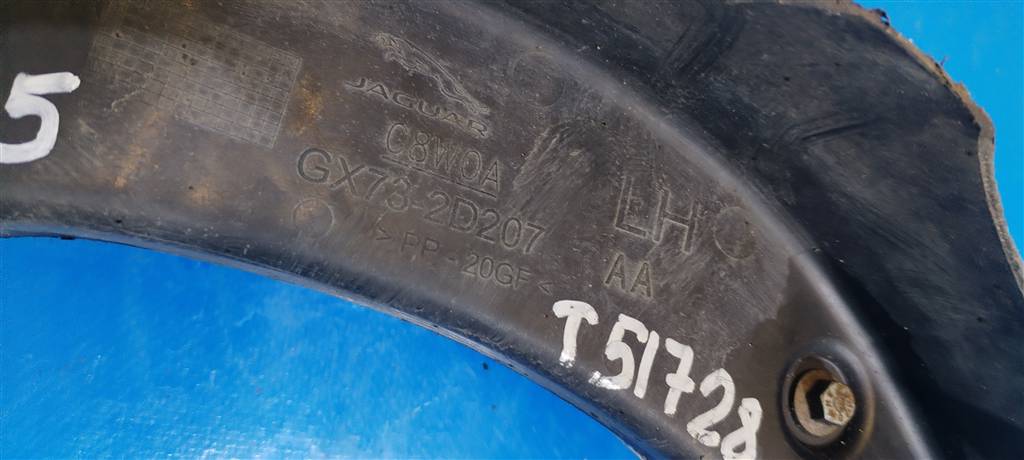 5
JAGUAR
C8W0A
GX73-2D207
LH
AA
>PP-20GF<
T51728